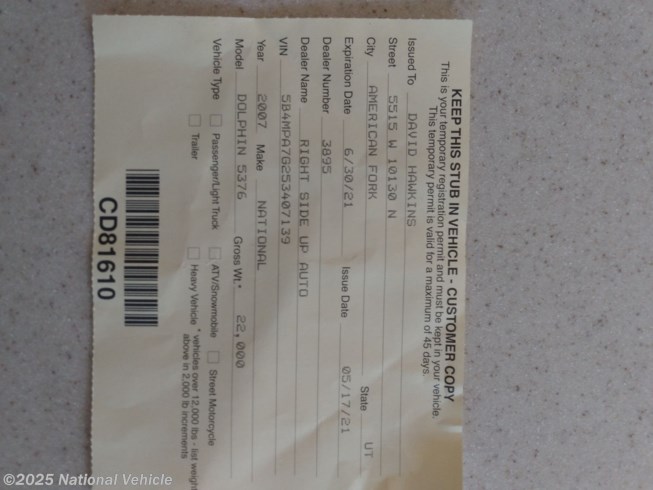 KEEP THIS STUB IN VEHICLE - CUSTOMER COPY
This is your temporary registration permit and must be kept in your vehicle.
This temporary permit is valid for a maximum of 45 days.
Issued To DAVID HAWKINS
Street 5515 W 10130 N
City AMERICAN FORK State UT
Expiration Date 6/30/21 Issue Date 05/17/21
Dealer Number 3895
Dealer Name RIGHT SIDE UP AUTO
VIN 5B4MPA7G253407139
Year 2007 Make NATIONAL
Model DOLPHIN 5376 Gross Wt.* 22,000
Vehicle Type Passenger/Light Truck ATV/Snowmobile Street Motorcycle
Trailer Heavy Vehicle * vehicles over 12,000 lbs - list weight
above in 2,000 lb increments
CD81610
©2025 National Vehicle